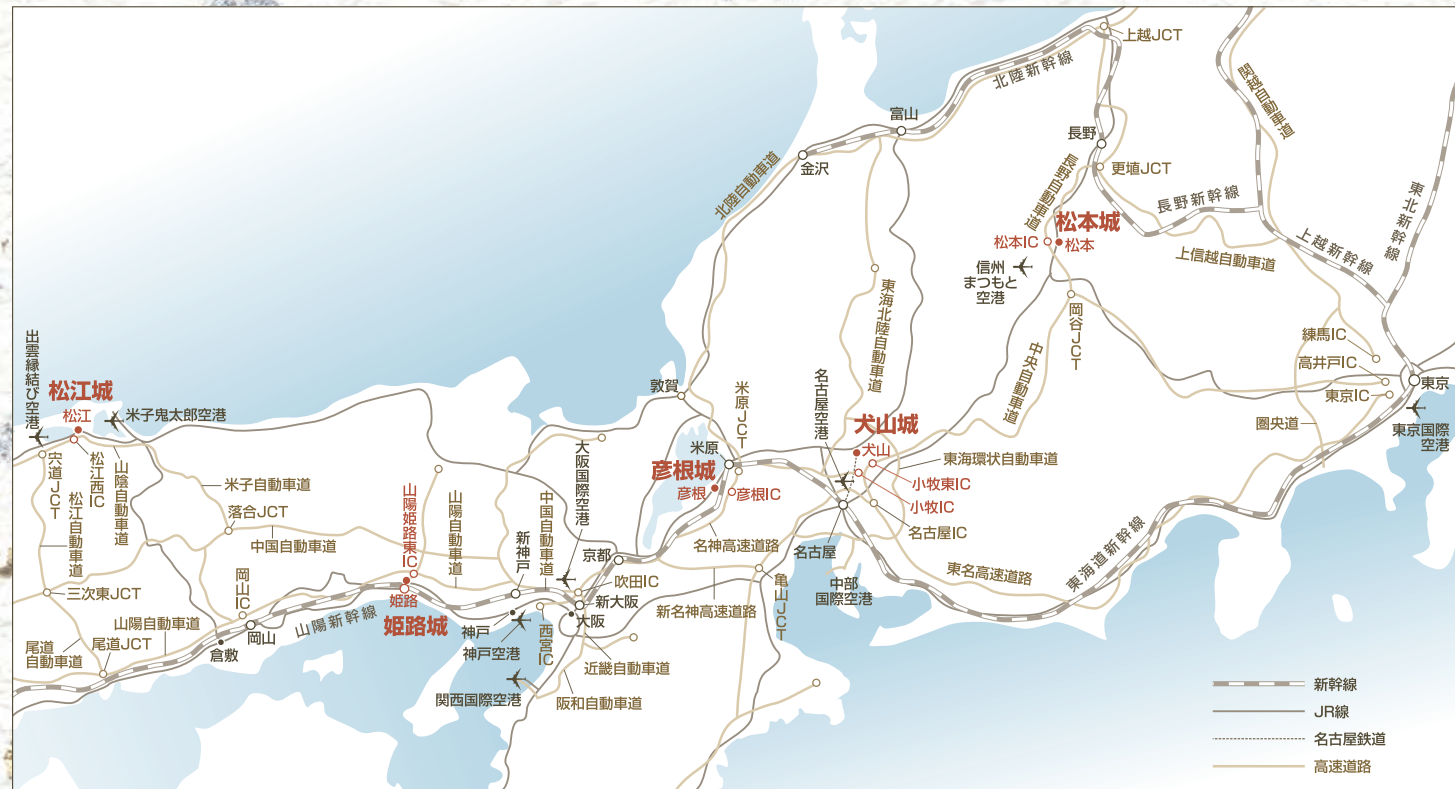 上越JCT
北陸新幹線
関越自動車道
富山
長野
金沢
更埴JCT
長野自動車道
北陸自動車道
長野新幹線
東北新幹線
松本城
松本IC
松本
上越新幹線
上信越自動車道
信州
まつもと
空港
東海北陸自動車道
岡谷JCT
中央自動車道
練馬IC
高井戸IC
東京
東京IC
東京国際
空港
圏央道
出雲縁結び空港
松江城
松江
米子鬼太郎空港
敦賀
米原JCT
名古屋空港
犬山城
犬山
米原
彦根城
彦根
彦根IC
小牧東IC
小牧IC
東海環状自動車道
名古屋IC
宍道JCT
松江自動車道
松江西IC
山陰自動車道
米子自動車道
落合JCT
中国自動車道
山陽姫路東IC
山陽自動車道
新神戸
中国自動車道
大阪国際空港
京都
吹田IC
新大阪
大阪
名神高速道路
新名神高速道路
亀山JCT
名古屋
中部
国際空港
東名高速道路
東海道新幹線
三次東JCT
岡山IC
山陽自動車道
岡山
山陽新幹線
姫路
姫路城
神戸
神戸空港
西宮IC
近畿自動車道
関西国際空港
阪和自動車道
尾道
自動車道
尾道JCT
倉敷
新幹線
JR線
名古屋鉄道
高速道路